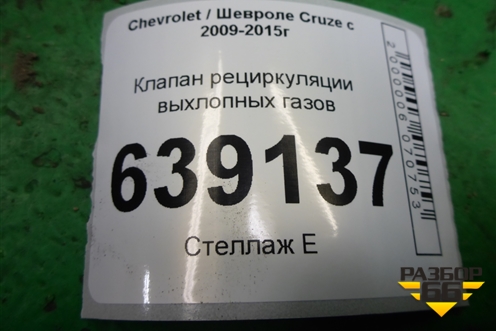 Chevrolet / Шевроле Cruze с
2009-2015г
Клапан рециркуляции
выхлопных газов
639137
Стеллаж Е
2000006070753
РАЗБОР
66